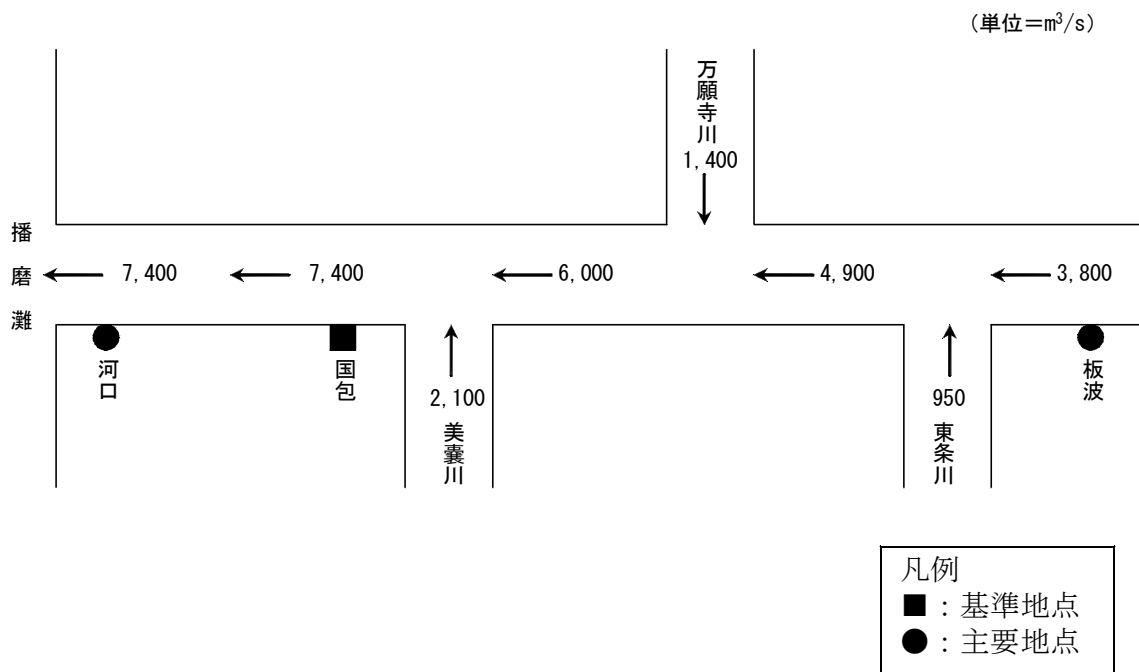 (単位=m³/s)
万願寺川
1,400
播磨灘
7,400
7,400
6,000
4,900
3,800
河口
国包
2,100
美嚢川
950
東条川
板波
凡例
■:基準地点
●:主要地点